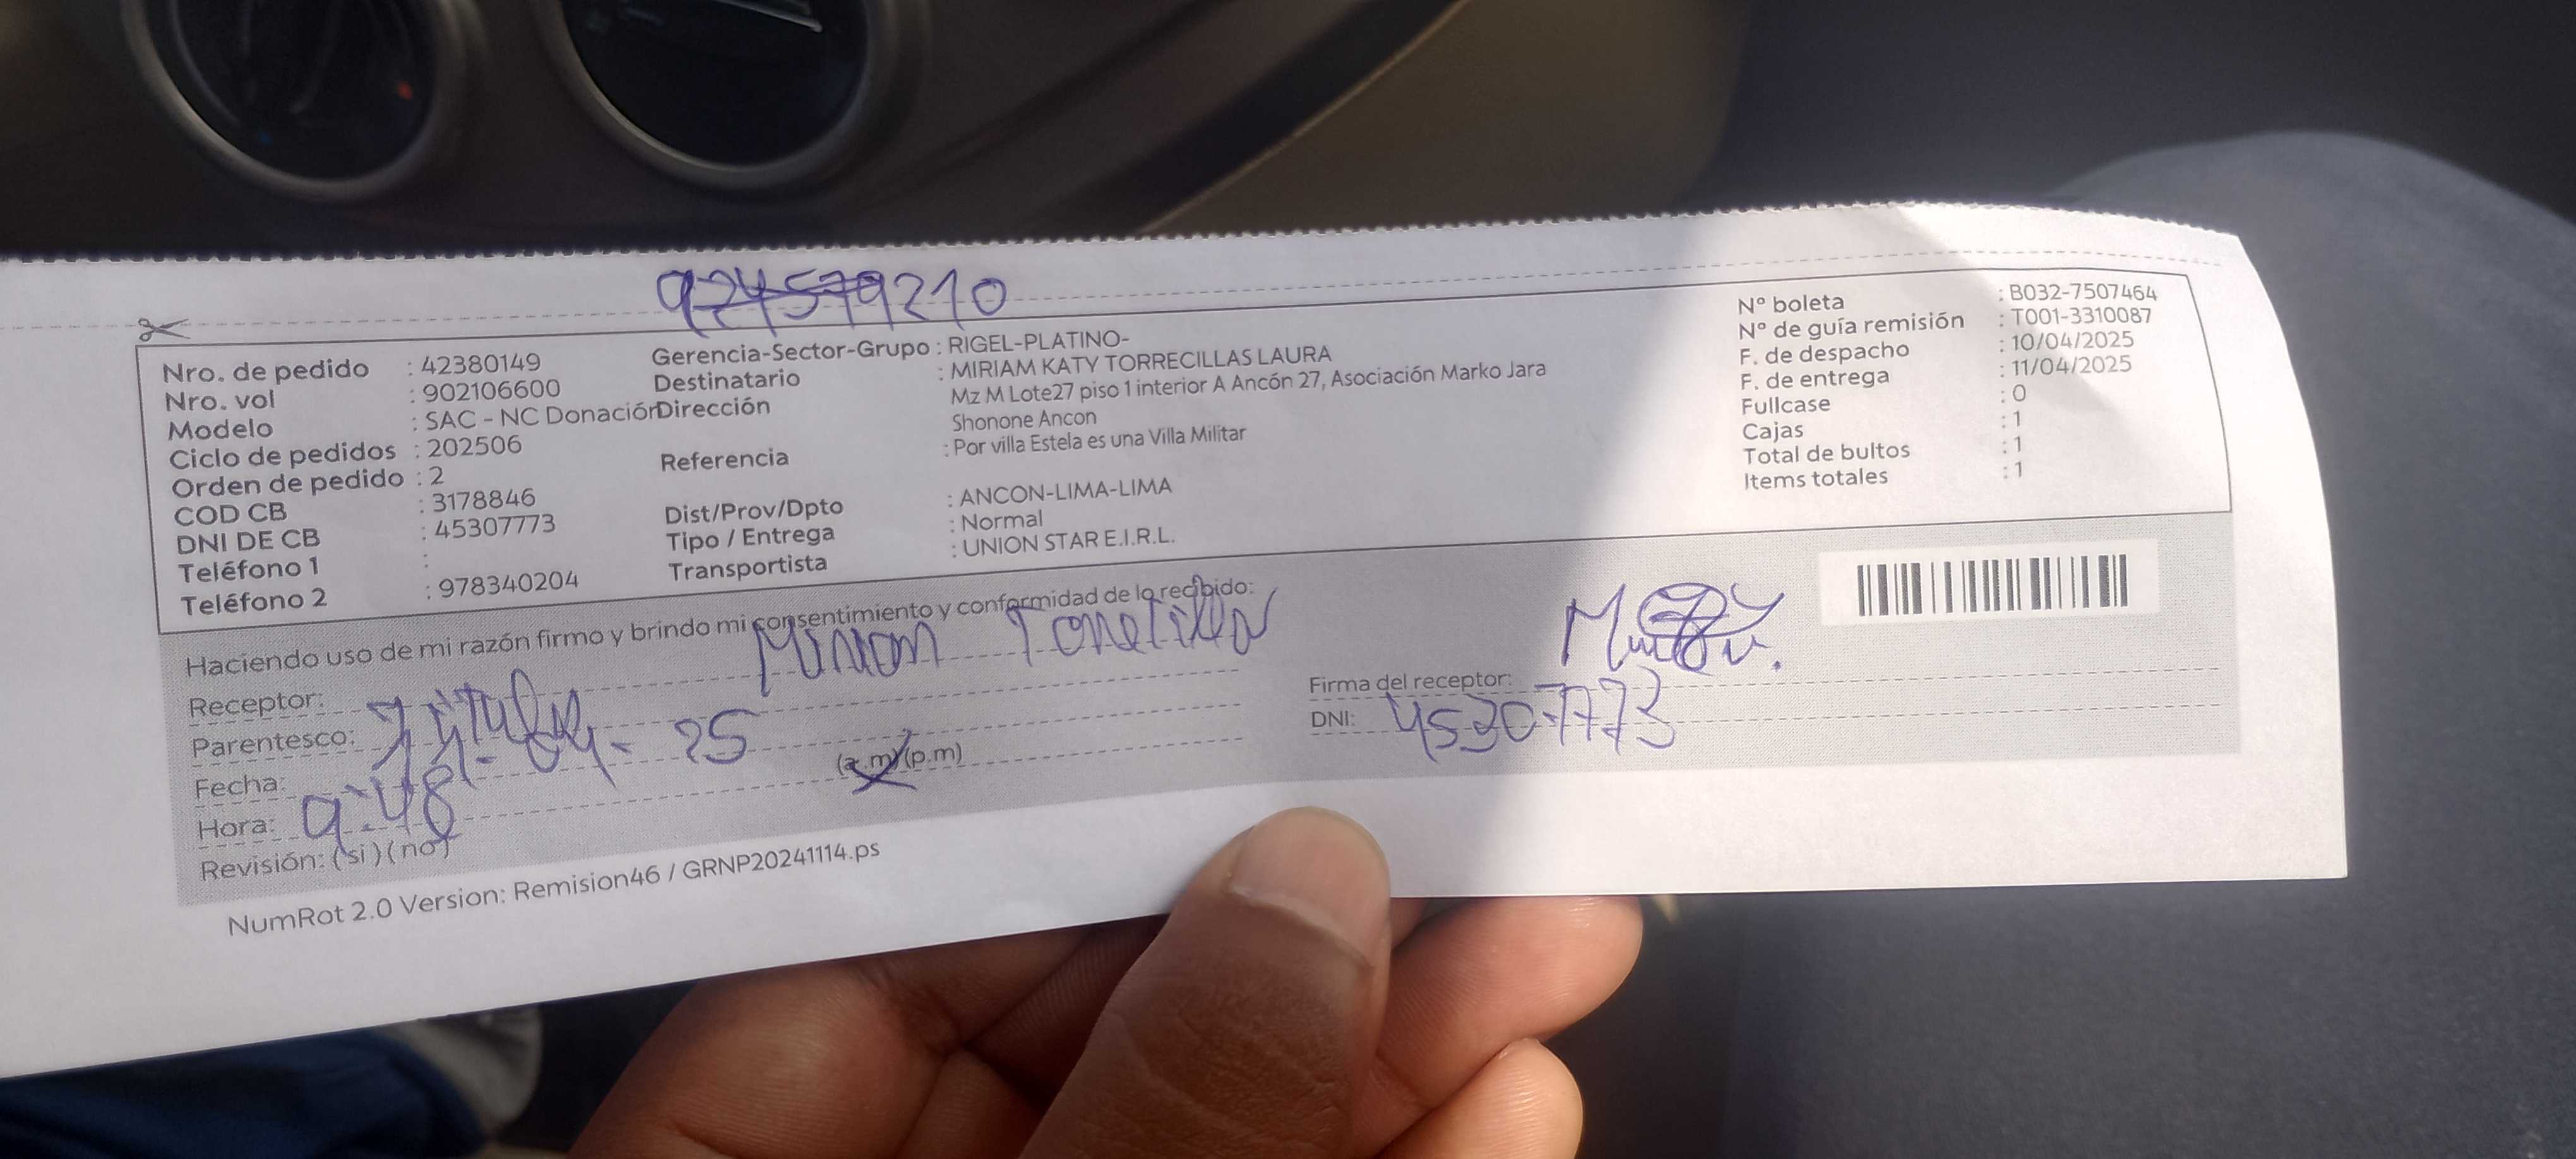 924579210
Nro. de pedido : 42380149
Nro. vol : 902106600
Modelo : SAC - NC Donación
Ciclo de pedidos : 202506
Orden de pedido : 2
COD CB : 3178846
DNI DE CB : 45307773
Teléfono 1 :
Teléfono 2 : 978340204
Gerencia-Sector-Grupo : RIGEL-PLATINO-
Destinatario : MIRIAM KATY TORRECILLAS LAURA
Dirección Mz M Lote27 piso 1 interior A Ancón 27, Asociación Marko Jara
Shonone Ancon
Referencia : Por villa Estela es una Villa Militar
Dist/Prov/Dpto : ANCON-LIMA-LIMA
Tipo / Entrega : Normal
Transportista : UNION STAR E.I.R.L.
N° boleta : B032-7507464
N° de guía remisión : T001-3310087
F. de despacho : 10/04/2025
F. de entrega : 11/04/2025
Fullcase : 0
Cajas : 1
Total de bultos : 1
Items totales : 1
Haciendo uso de mi razón firmo y brindo mi consentimiento y conformidad de lo recibido:
Receptor:
Parentesco:
Fecha: 11-04-25
Hora: 9:48 (a.m)(p.m)
Revisión: (si)(no)
Firma del receptor:
DNI: 45307773
NumRot 2.0 Version: Remision46 / GRNP20241114.ps